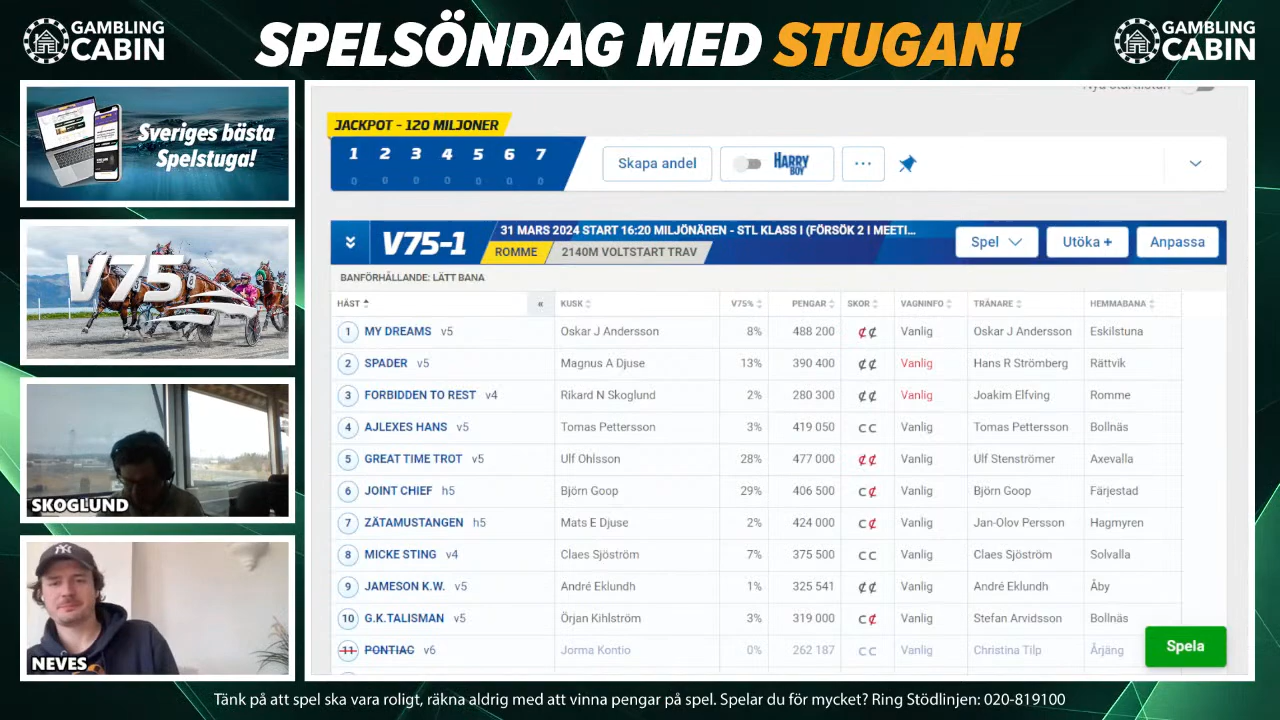 GAMBLING CABIN
SPELSÖNDAG MED STUGAN!
GAMBLING CABIN
Sveriges bästa
Spelstuga!
V75
SKOGLUND
NY
NEVES
Nya startlistan
JACKPOT - 120 MILJONER
1 2 3 4 5 6 7
0 0 0 0 0 0 0
Skapa andel
HARRY BOY
...
V75-1
31 MARS 2024 START 16:20 MILJONÄREN - STL KLASS I (FÖRSÖK 2 I MEETI...
ROMME 2140M VOLTSTART TRAV
Spel Utöka + Anpassa
BANFÖRHÅLLANDE: LÄTT BANA
HÄST « KUSK V75% PENGAR SKOR VAGNINFO TRÄNARE HEMMABANA
1 MY DREAMS v5 Oskar J Andersson 8% 488 200 ȼ ȼ Vanlig Oskar J Andersson Eskilstuna
2 SPADER v5 Magnus A Djuse 13% 390 400 ȼ ȼ Vanlig Hans R Strömberg Rättvik
3 FORBIDDEN TO REST v4 Rikard N Skoglund 2% 280 300 ȼ ȼ Vanlig Joakim Elfving Romme
4 AJLEXES HANS v5 Tomas Pettersson 3% 419 050 C C Vanlig Tomas Pettersson Bollnäs
5 GREAT TIME TROT v5 Ulf Ohlsson 28% 477 000 ȼ ȼ Vanlig Ulf Stenströmer Axevalla
6 JOINT CHIEF h5 Björn Goop 29% 406 500 C ȼ Vanlig Björn Goop Färjestad
7 ZÄTAMUSTANGEN h5 Mats E Djuse 2% 424 000 C ȼ Vanlig Jan-Olov Persson Hagmyren
8 MICKE STING v4 Claes Sjöström 7% 375 500 C C Vanlig Claes Sjöström Solvalla
9 JAMESON K.W. v5 André Eklundh 1% 325 541 ȼ ȼ Vanlig André Eklundh Åby
10 G.K.TALISMAN v5 Örjan Kihlström 3% 319 000 C ȼ Vanlig Stefan Arvidsson Bollnäs
11 PONTIAC v6 Jorma Kontio 0% 262 187 C C Vanlig Christina Tilp Årjäng
Spela
Tänk på att spel ska vara roligt, räkna aldrig med att vinna pengar på spel. Spelar du för mycket? Ring Stödlinjen: 020-819100